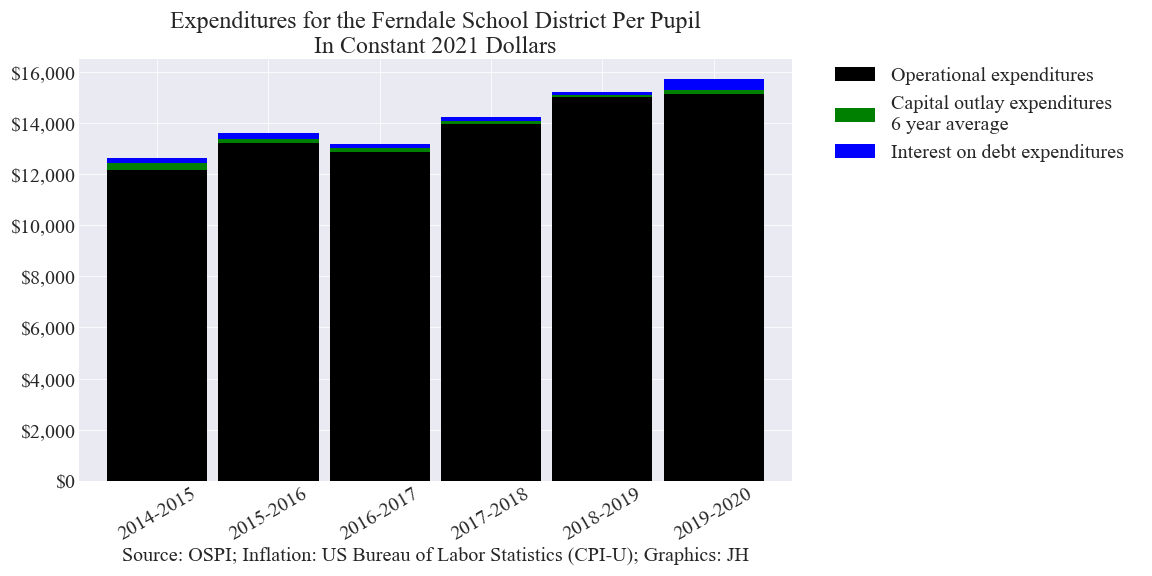 Expenditures for the Ferndale School District Per Pupil
In Constant 2021 Dollars
$16,000
$14,000
$12,000
$10,000
$8,000
$6,000
$4,000
$2,000
$0
2014-2015
2015-2016
2016-2017
2017-2018
2018-2019
2019-2020
Source: OSPI; Inflation: US Bureau of Labor Statistics (CPI-U); Graphics: JH
Operational expenditures
Capital outlay expenditures
6 year average
Interest on debt expenditures